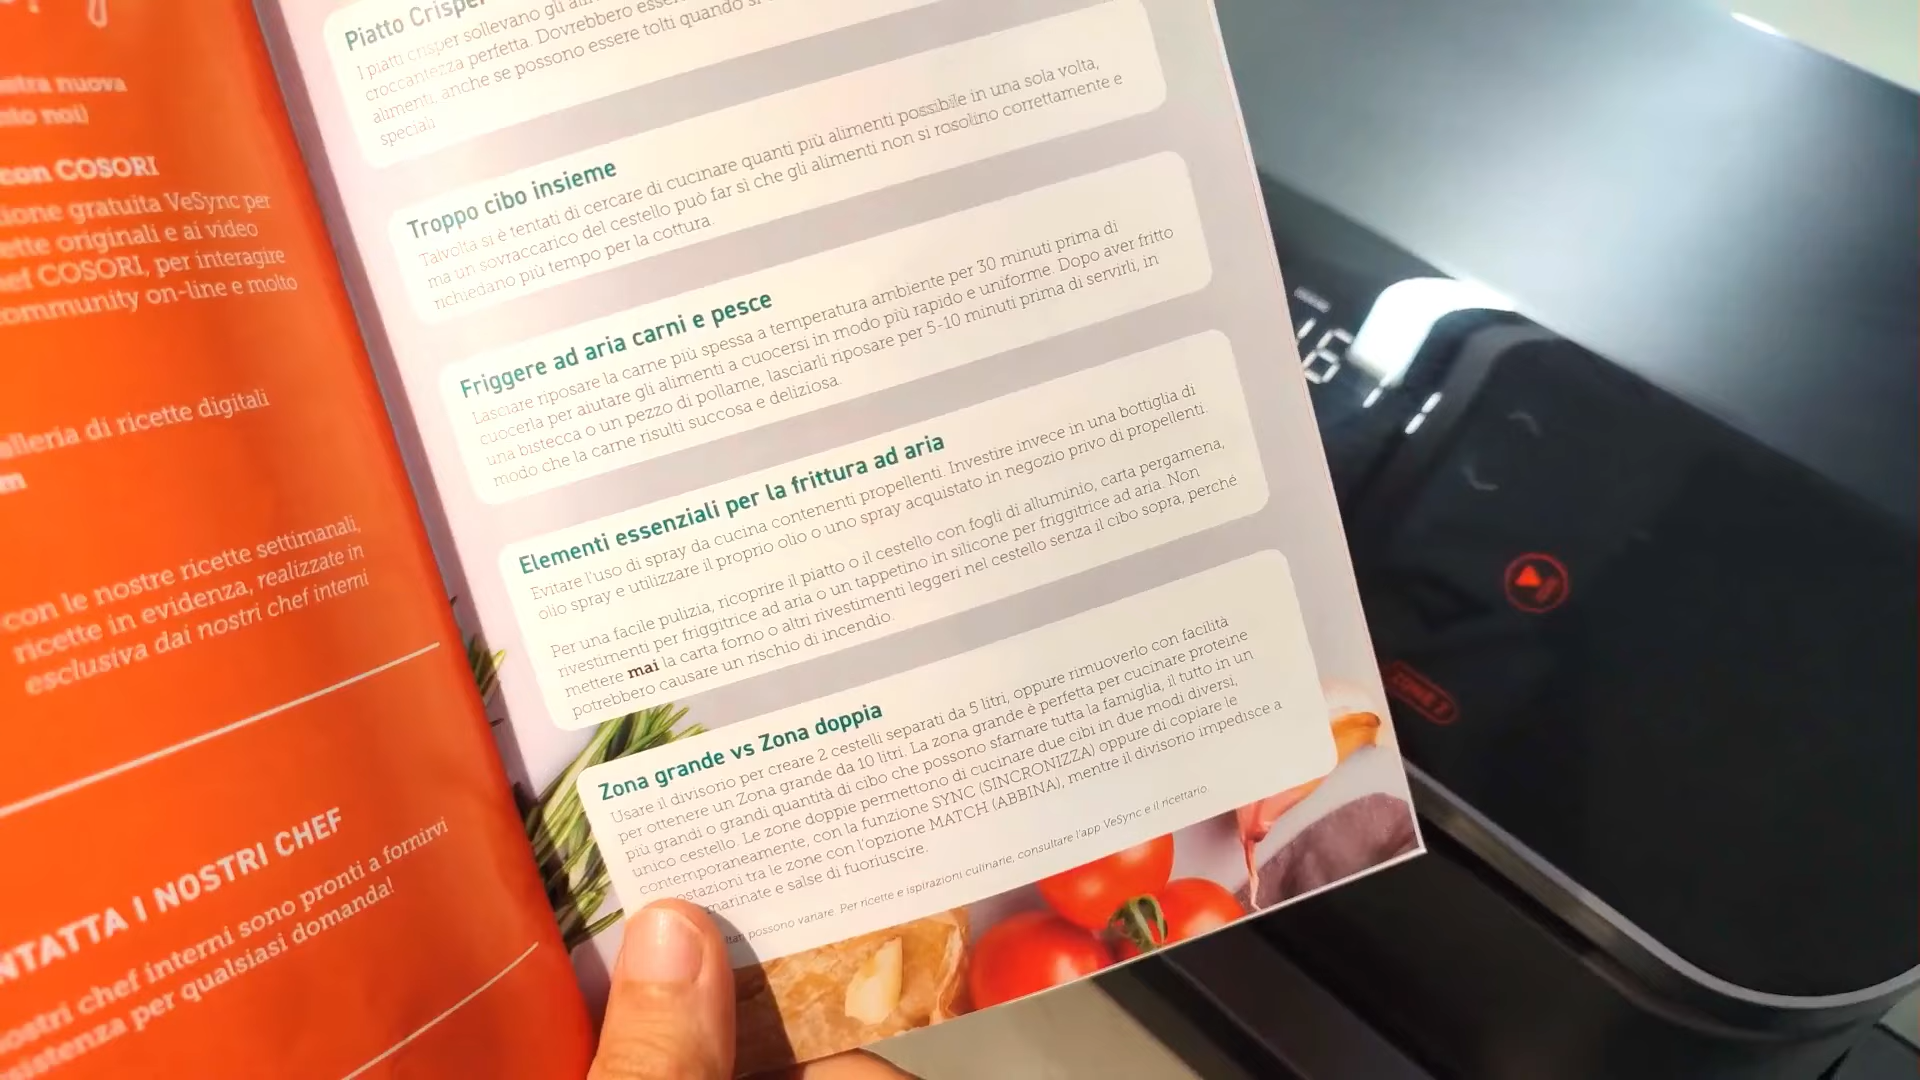 stra nuova
nto noi)
con COSORI
ione gratuita VeSync per
ette originali e ai video
ef COSORI, per interagire
ommunity on-line e molto
alleria di ricette digitali
m
con le nostre ricette settimanali,
ricette in evidenza, realizzate in
esclusiva dai nostri chef interni
NTATTA I NOSTRI CHEF
nostri chef interni sono pronti a fornirvi
sistenza per qualsiasi domanda!
Piatto Crisper
I piatti crisper sollevano gli
croccantezza perfetta. Dovrebbero
alimenti, anche se possono essere tolti quando si
speciali
Troppo cibo insieme
Talvolta si è tentati di cercare di cucinare quanti più alimenti possibile in una sola volta,
ma un sovraccarico del cestello può far sì che gli alimenti non si rosolino correttamente e
richiedano più tempo per la cottura.
Friggere ad aria carni e pesce
Lasciare riposare la carne più spessa a temperatura ambiente per 30 minuti prima di
cuocerla per aiutare gli alimenti a cuocersi in modo più rapido e uniforme. Dopo aver fritto
una bistecca o un pezzo di pollame, lasciarli riposare per 5-10 minuti prima di servirli, in
modo che la carne risulti succosa e deliziosa.
Elementi essenziali per la frittura ad aria
Evitare l'uso di spray da cucina contenenti propellenti. Investire invece in una bottiglia di
olio spray e utilizzare il proprio olio o uno spray acquistato in negozio privo di propellenti.
Per una facile pulizia, ricoprire il piatto o il cestello con fogli di alluminio, carta pergamena,
rivestimenti per friggitrice ad aria o un tappetino in silicone per friggitrice ad aria. Non
mettere mai la carta forno o altri rivestimenti leggeri nel cestello senza il cibo sopra, perché
potrebbero causare un rischio di incendio.
Zona grande vs Zona doppia
Usare il divisorio per creare 2 cestelli separati da 5 litri, oppure rimuoverlo con facilità
per ottenere un Zona grande da 10 litri. La zona grande è perfetta per cucinare proteine
più grandi o grandi quantità di cibo che possono sfamare tutta la famiglia, il tutto in un
unico cestello. Le zone doppie permettono di cucinare due cibi in due modi diversi,
contemporaneamente, con la funzione SYNC (SINCRONIZZA) oppure di copiare le
ostazioni tra le zone con l'opzione MATCH (ABBINA), mentre il divisorio impedisce a
marinate e salse di fuoriuscire.
ltati possono variare. Per ricette e ispirazioni culinarie, consultare l'app VeSync e il ricettario.